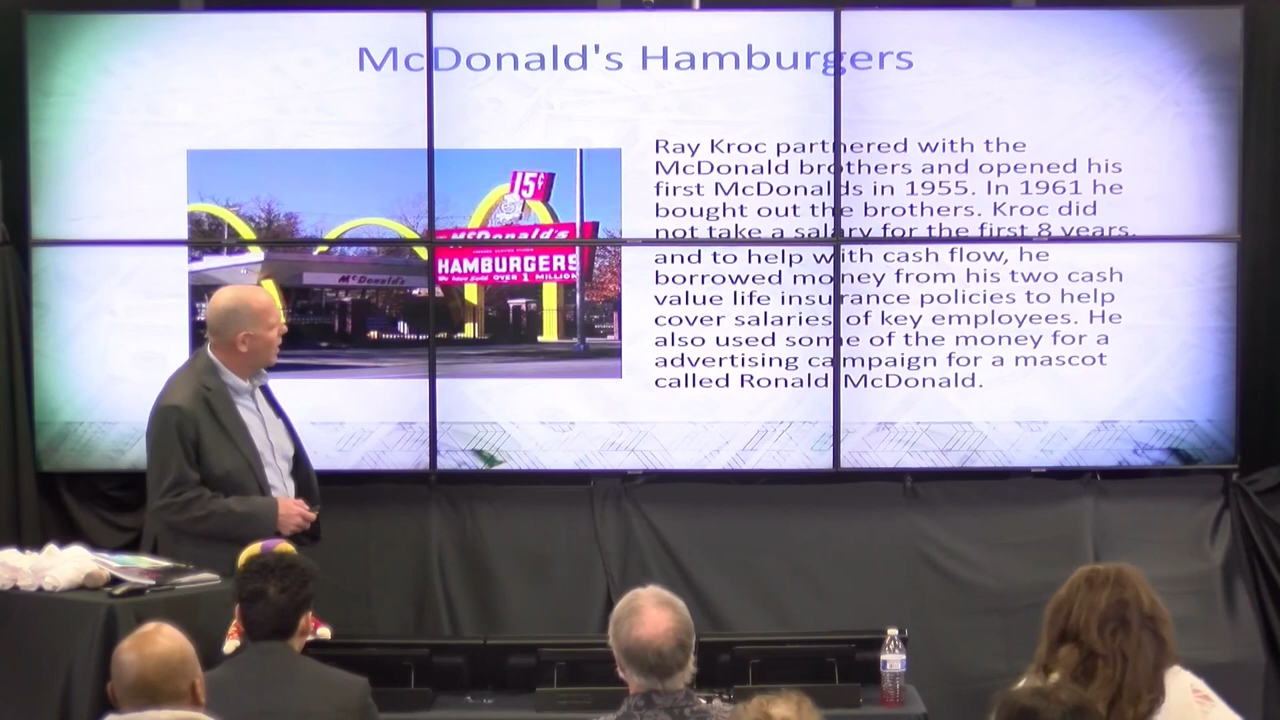 McDonald's Hamburgers
Ray Kroc partnered with the
McDonald brothers and opened his
first McDonalds in 1955. In 1961 he
bought out the brothers. Kroc did
not take a salary for the first 8 years,
and to help with cash flow, he
borrowed money from his two cash
value life insurance policies to help
cover salaries of key employees. He
also used some of the money for a
advertising campaign for a mascot
called Ronald McDonald.
15¢
McDonald's
HAMBURGERS
We have Sold OVER 1 MILLION
McDonald's